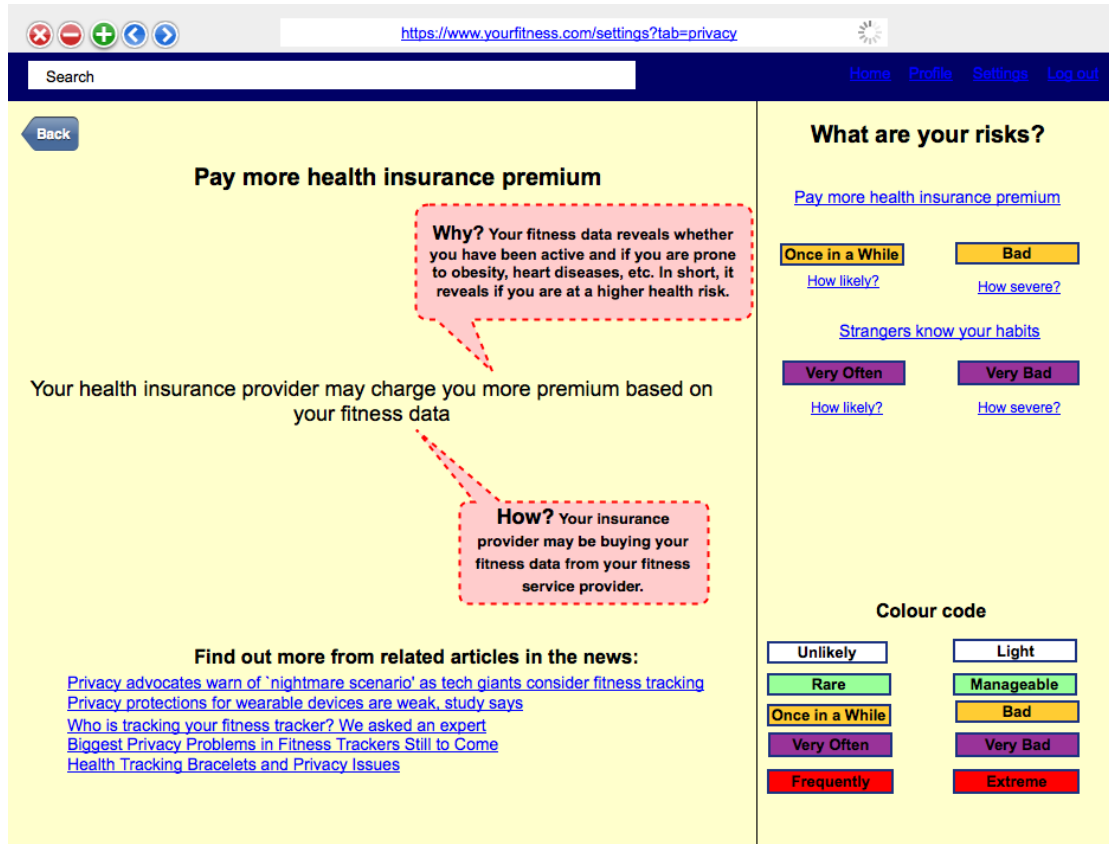 https://www.yourfitness.com/settings?tab=privacy
Search
Home Profile Settings Log out
Back
Pay more health insurance premium
Why? Your fitness data reveals whether
you have been active and if you are prone
to obesity, heart diseases, etc. In short, it
reveals if you are at a higher health risk.
Your health insurance provider may charge you more premium based on
your fitness data
How? Your insurance
provider may be buying your
fitness data from your fitness
service provider.
Find out more from related articles in the news:
Privacy advocates warn of `nightmare scenario' as tech giants consider fitness tracking
Privacy protections for wearable devices are weak, study says
Who is tracking your fitness tracker? We asked an expert
Biggest Privacy Problems in Fitness Trackers Still to Come
Health Tracking Bracelets and Privacy Issues
What are your risks?
Pay more health insurance premium
Once in a While Bad
How likely? How severe?
Strangers know your habits
Very Often Very Bad
How likely? How severe?
Colour code
Unlikely Light
Rare Manageable
Once in a While Bad
Very Often Very Bad
Frequently Extreme